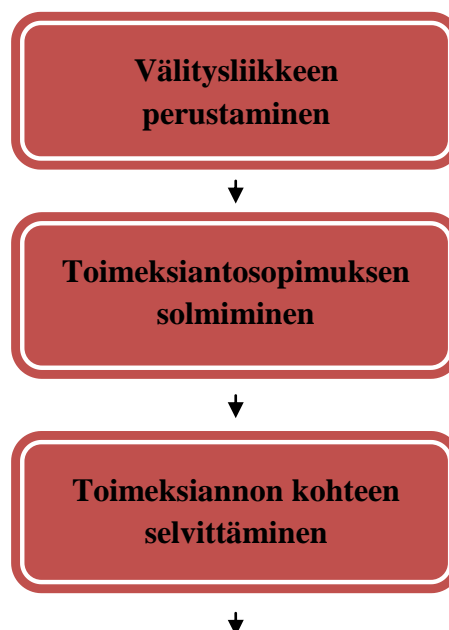 Välitysliikkeen
perustaminen
Toimeksiantosopimuksen
solmiminen
Toimeksiannon kohteen
selvittäminen